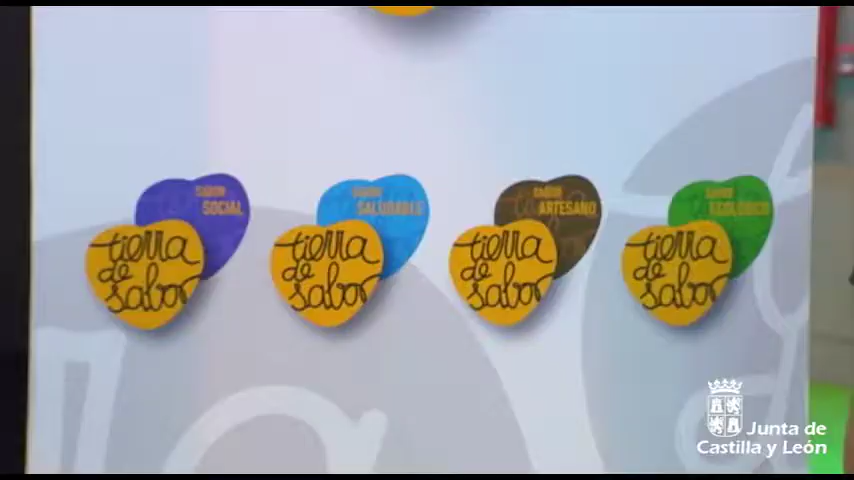 SABOR
SOCIAL
tierra
de
sabor
SABOR
SALUDABLE
tierra
de
sabor
SABOR
ARTESANO
tierra
de
sabor
SABOR
ECOLÓGICO
tierra
de
sabor
Junta de
Castilla y León